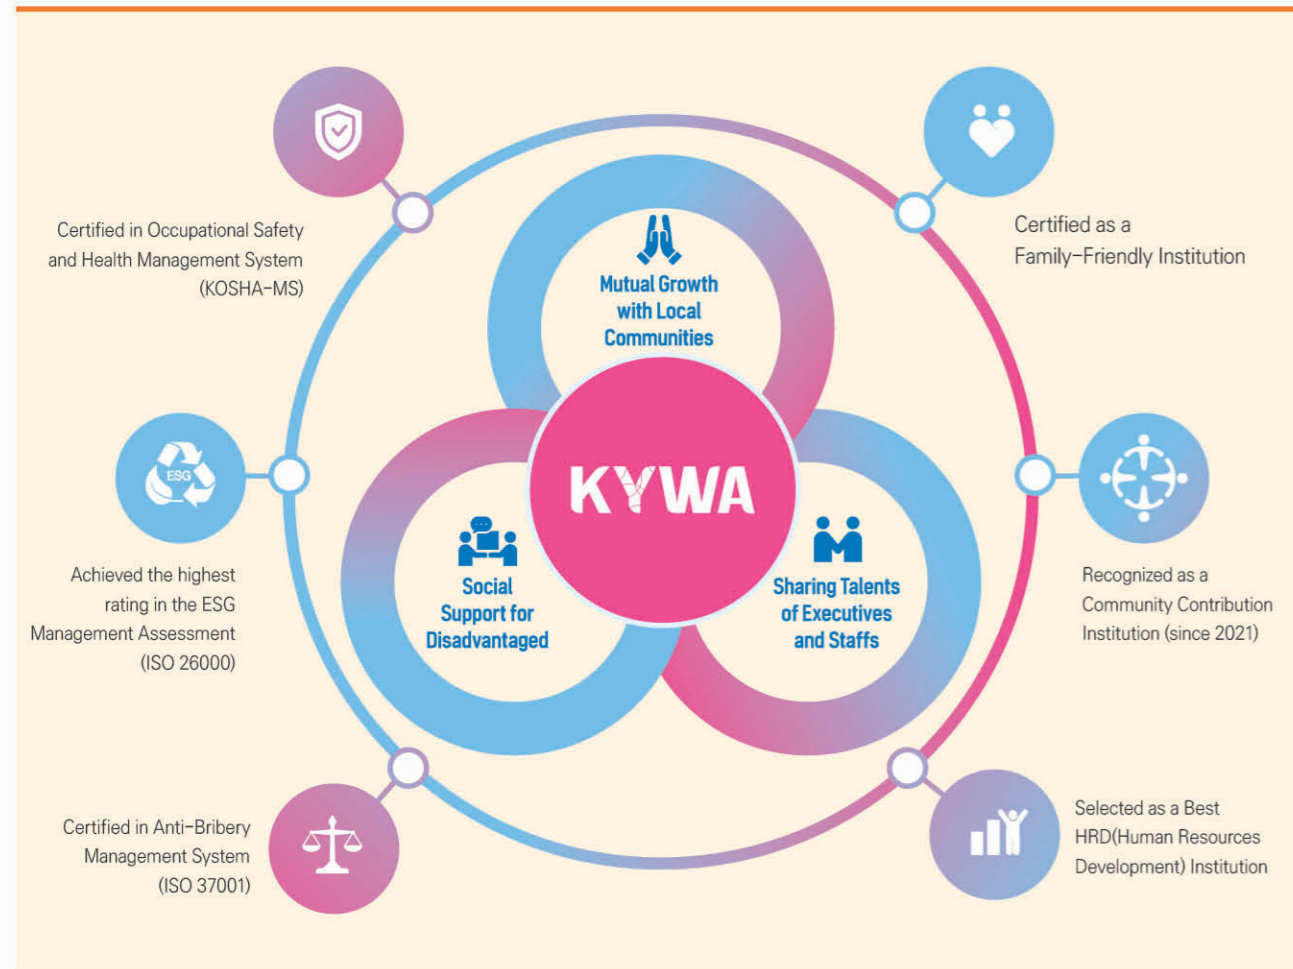 Certified in Occupational Safety
and Health Management System
(KOSHA-MS)
Certified as a
Family-Friendly Institution
Mutual Growth
with Local
Communities
KYWA
ESG
Achieved the highest
rating in the ESG
Management Assessment
(ISO 26000)
Social
Support for
Disadvantaged
Sharing Talents
of Executives
and Staffs
Recognized as a
Community Contribution
Institution (since 2021)
Certified in Anti-Bribery
Management System
(ISO 37001)
Selected as a Best
HRD(Human Resources
Development) Institution